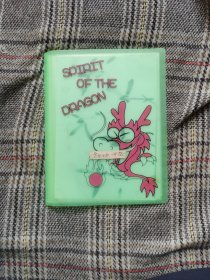 SPIRIT
OF THE
DRAGON